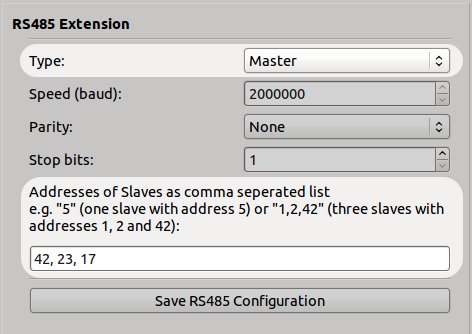 RS485 Extension
Type: Master
Speed (baud): 2000000
Parity: None
Stop bits: 1
Addresses of Slaves as comma seperated list
e.g. "5" (one slave with address 5) or "1,2,42" (three slaves with
addresses 1, 2 and 42):
42, 23, 17
Save RS485 Configuration